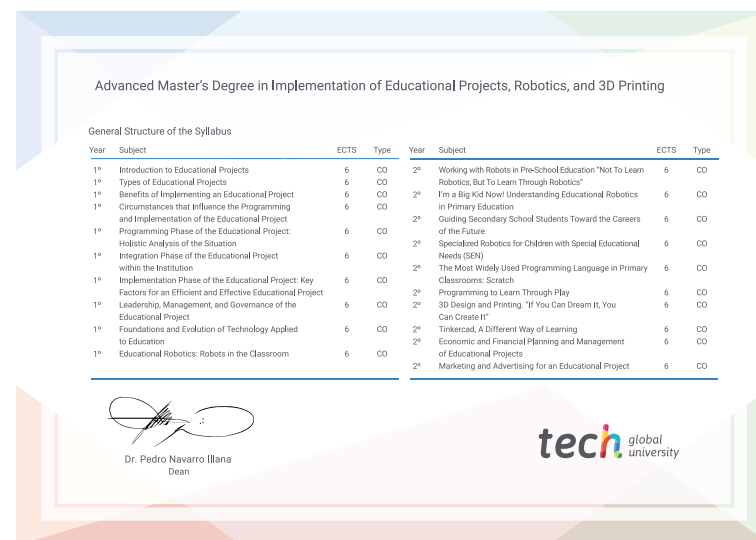 Advanced Master's Degree in Implementation of Educational Projects, Robotics, and 3D Printing
General Structure of the Syllabus
Year Subject ECTS Type
1º Introduction to Educational Projects 6 CO
1º Types of Educational Projects 6 CO
1º Benefits of Implementing an Educational Project 6 CO
1º Circumstances that Influence the Programming 6 CO
and Implementation of the Educational Project
1º Programming Phase of the Educational Project: 6 CO
Holistic Analysis of the Situation
1º Integration Phase of the Educational Project 6 CO
within the Institution
1º Implementation Phase of the Educational Project: Key 6 CO
Factors for an Efficient and Effective Educational Project
1º Leadership, Management, and Governance of the 6 CO
Educational Project
1º Foundations and Evolution of Technology Applied 6 CO
to Education
1º Educational Robotics: Robots in the Classroom 6 CO
Year Subject ECTS Type
2º Working with Robots in Pre-School Education "Not To Learn 6 CO
Robotics, But To Learn Through Robotics"
2º I'm a Big Kid Now! Understanding Educational Robotics 6 CO
in Primary Education
2º Guiding Secondary School Students Toward the Careers 6 CO
of the Future
2º Specialized Robotics for Children with Special Educational 6 CO
Needs (SEN)
2º The Most Widely Used Programming Language in Primary 6 CO
Classrooms: Scratch
2º Programming to Learn Through Play 6 CO
2º 3D Design and Printing. "If You Can Dream It, You 6 CO
Can Create It"
2º Tinkercad, A Different Way of Learning 6 CO
2º Economic and Financial Planning and Management 6 CO
of Educational Projects
2º Marketing and Advertising for an Educational Project 6 CO
Dr. Pedro Navarro Illana
Dean
tech global
university